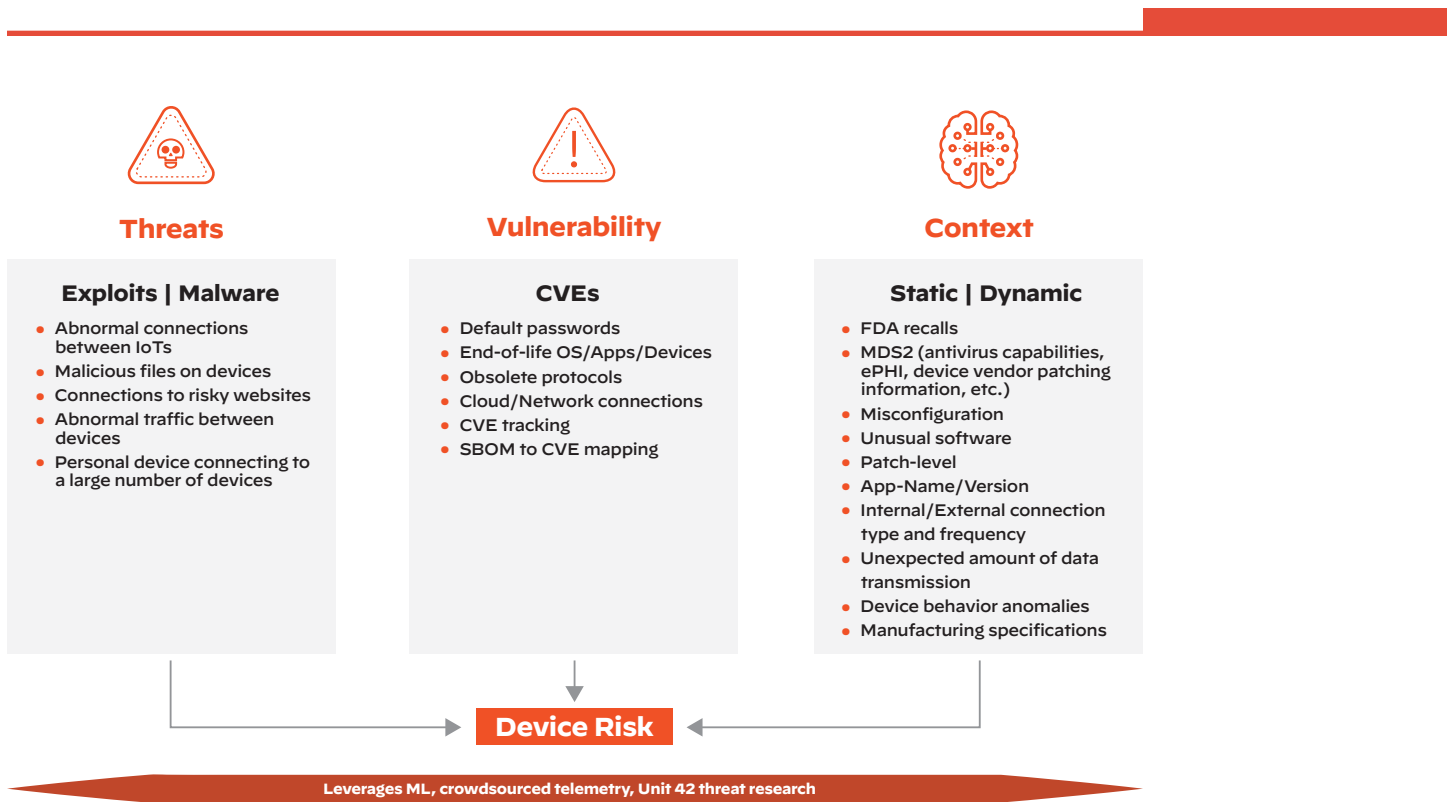 Threats
Exploits | Malware
Abnormal connections
between IoTs
Malicious files on devices
Connections to risky websites
Abnormal traffic between
devices
Personal device connecting to
a large number of devices
Vulnerability
CVEs
Default passwords
End-of-life OS/Apps/Devices
Obsolete protocols
Cloud/Network connections
CVE tracking
SBOM to CVE mapping
Context
Static | Dynamic
FDA recalls
MDS2 (antivirus capabilities,
ePHI, device vendor patching
information, etc.)
Misconfiguration
Unusual software
Patch-level
App-Name/Version
Internal/External connection
type and frequency
Unexpected amount of data
transmission
Device behavior anomalies
Manufacturing specifications
Device Risk
Leverages ML, crowdsourced telemetry, Unit 42 threat research